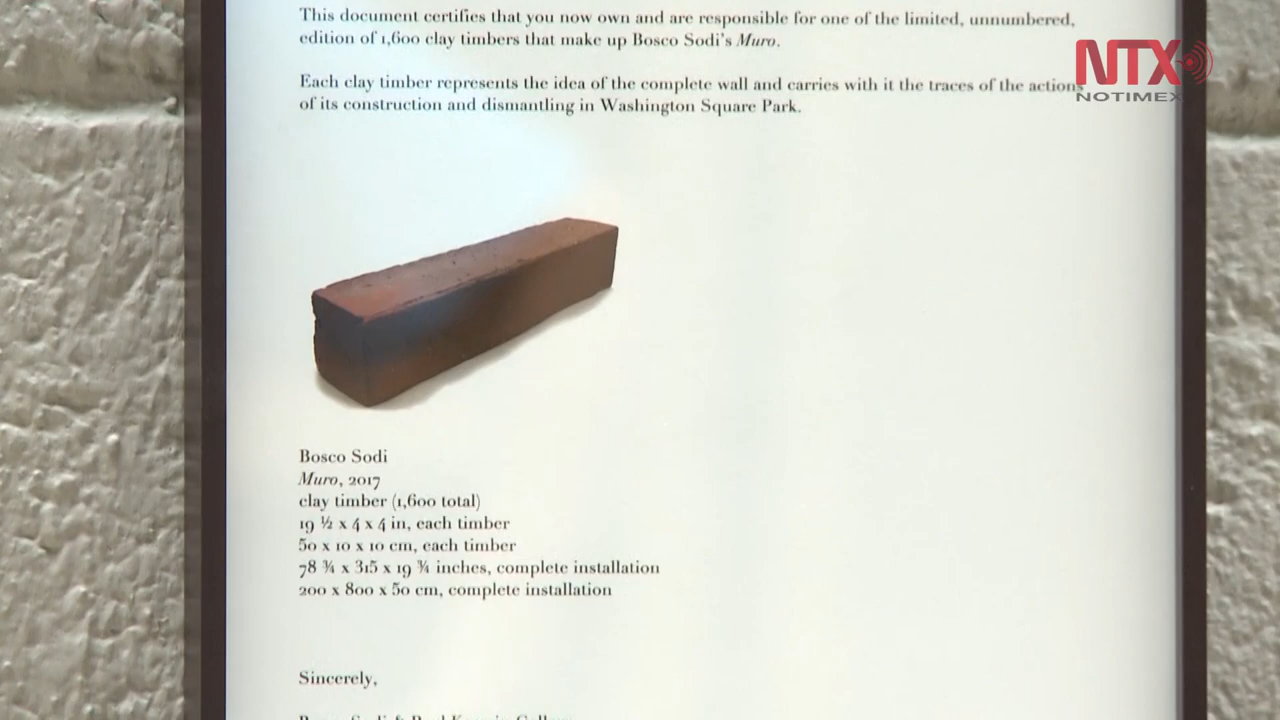 This document certifies that you now own and are responsible for one of the limited, unnumbered,
edition of 1,600 clay timbers that make up Bosco Sodi's Muro.
Each clay timber represents the idea of the complete wall and carries with it the traces of the actions
of its construction and dismantling in Washington Square Park.
NTX
NOTIMEX
Bosco Sodi
Muro, 2017
clay timber (1,600 total)
19 ½ x 4 x 4 in, each timber
50 x 10 x 10 cm, each timber
78 ¾ x 315 x 19 ¾ inches, complete installation
200 x 800 x 50 cm, complete installation
Sincerely,